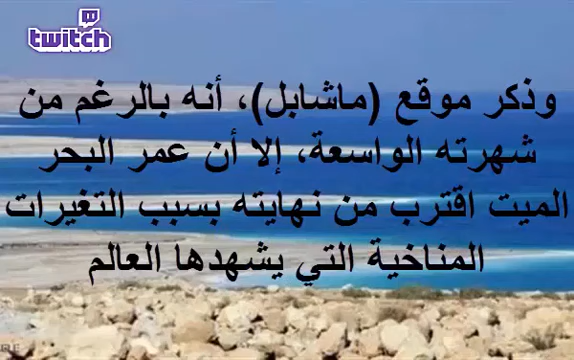 twitch
وذكر موقع (ماشابل)، أنه بالرغم من
شهرته الواسعة، إلا أن عمر البحر
الميت اقترب من نهايته بسبب التغيرات
المناخية التي يشهدها العالم